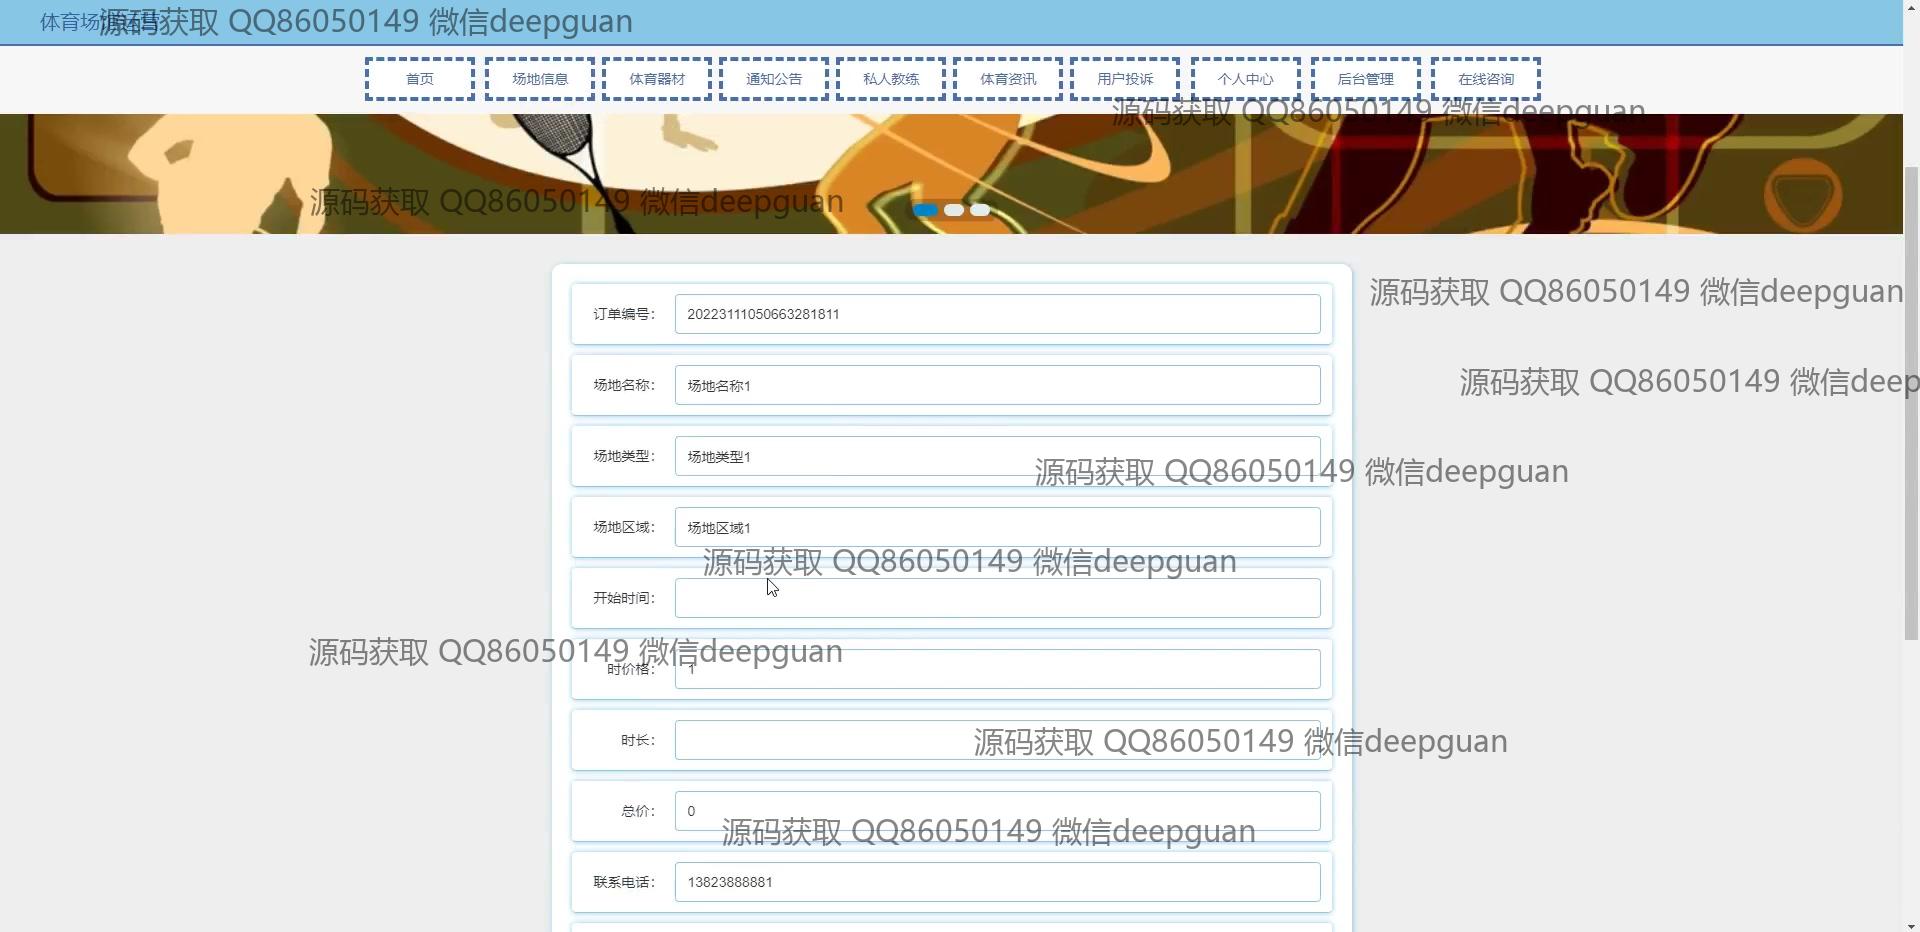 体育场馆运营
源码获取 QQ86050149 微信deepguan
首页 场地信息 体育器材 通知公告 私人教练 体育资讯 用户投诉 个人中心 后台管理 在线咨询
源码获取 QQ86050149 微信deepguan
源码获取 QQ86050149 微信deepguan
源码获取 QQ86050149 微信deepguan
订单编号： 20223111050663281811
源码获取 QQ86050149 微信deep
场地名称： 场地名称1
场地类型： 场地类型1
源码获取 QQ86050149 微信deepguan
场地区域： 场地区域1
源码获取 QQ86050149 微信deepguan
开始时间：
源码获取 QQ86050149 微信deepguan
时价格： 1
时长：
源码获取 QQ86050149 微信deepguan
总价： 0
源码获取 QQ86050149 微信deepguan
联系电话： 13823888881